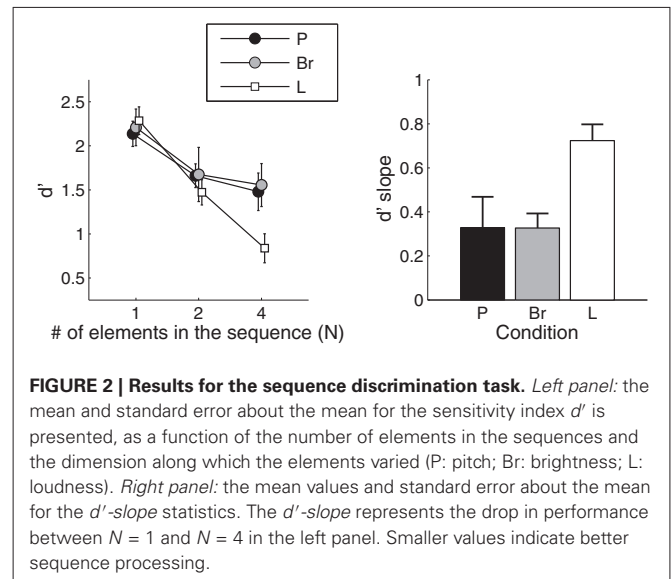 P
Br
L
2.5
2
1.5
1
0.5
d'
1 2 4
# of elements in the sequence (N)
1
0.8
0.6
0.4
0.2
0
d' slope
P Br L
Condition
FIGURE 2 | Results for the sequence discrimination task. Left panel: the
mean and standard error about the mean for the sensitivity index d′ is
presented, as a function of the number of elements in the sequences and
the dimension along which the elements varied (P: pitch; Br: brightness; L:
loudness). Right panel: the mean values and standard error about the mean
for the d′-slope statistics. The d′-slope represents the drop in performance
between N = 1 and N = 4 in the left panel. Smaller values indicate better
sequence processing.